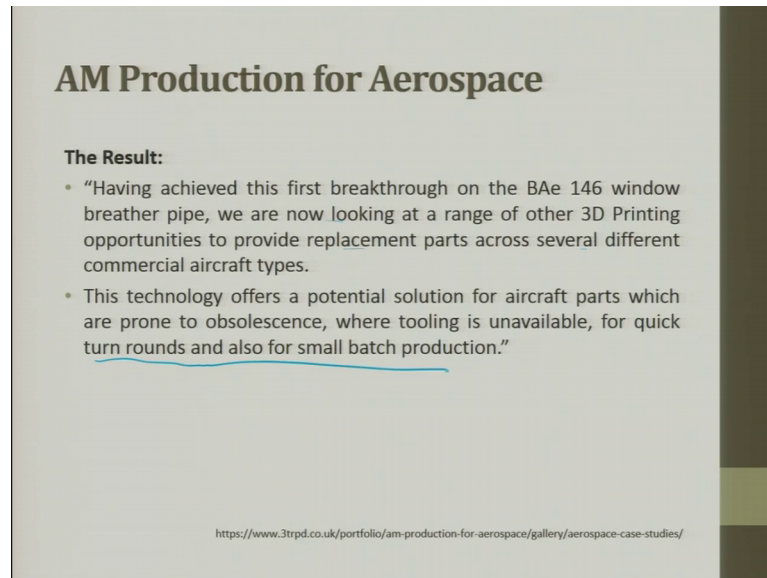 AM Production for Aerospace
The Result:
• “Having achieved this first breakthrough on the BAe 146 window
breather pipe, we are now looking at a range of other 3D Printing
opportunities to provide replacement parts across several different
commercial aircraft types.
• This technology offers a potential solution for aircraft parts which
are prone to obsolescence, where tooling is unavailable, for quick
turn rounds and also for small batch production.”
https://www.3trpd.co.uk/portfolio/am-production-for-aerospace/gallery/aerospace-case-studies/